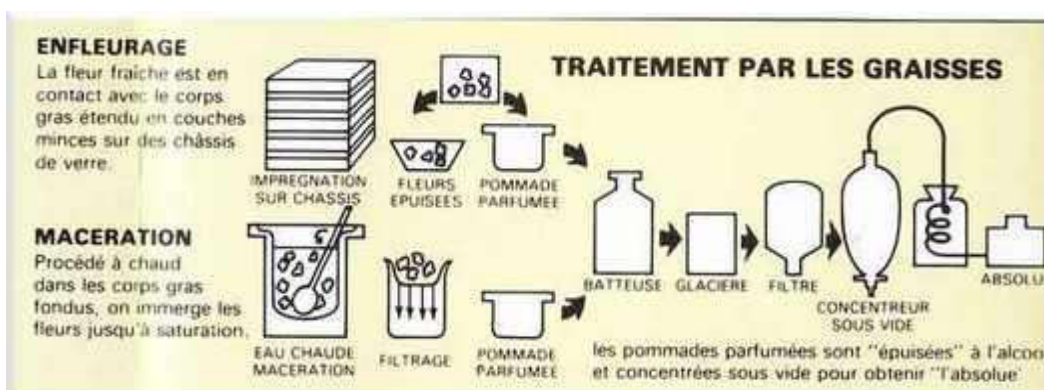 ENFLEURAGE
La fleur fraîche est en
contact avec le corps
gras étendu en couches
minces sur des châssis
de verre.
TRAITEMENT PAR LES GRAISSES
IMPREGNATION
SUR CHASSIS
FLEURS
EPUISEES
POMMADE
PARFUMEE
MACERATION
Procédé à chaud
dans les corps gras
fondus, on immerge les
fleurs jusqu'à saturation.
EAU CHAUDE
MACERATION
FILTRAGE
POMMADE
PARFUMEE
BATTEUSE
GLACIERE
FILTRE
CONCENTREUR
SOUS VIDE
ABSOLU
les pommades parfumées sont "épuisées" à l'alcoo
et concentrées sous vide pour obtenir "l'absolue"